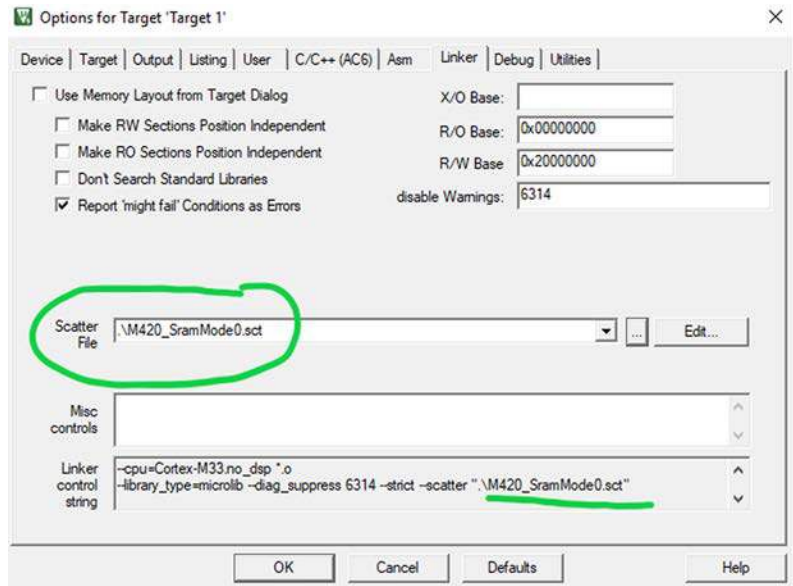 Options for Target 'Target 1'
Device | Target | Output | Listing | User | C/C++ (AC6) | Asm | Linker | Debug | Utilities
Use Memory Layout from Target Dialog
Make RW Sections Position Independent
Make RO Sections Position Independent
Don't Search Standard Libraries
Report 'might fail' Conditions as Errors
X/O Base:
R/O Base: 0x00000000
R/W Base 0x20000000
disable Warnings: 6314
Scatter File .\M420_SramMode0.sct ... Edit...
Misc controls
Linker control string
--cpu=Cortex-M33.no_dsp *.o
--library_type=microlib --diag_suppress 6314 --strict --scatter ".\M420_SramMode0.sct"
OK Cancel Defaults Help